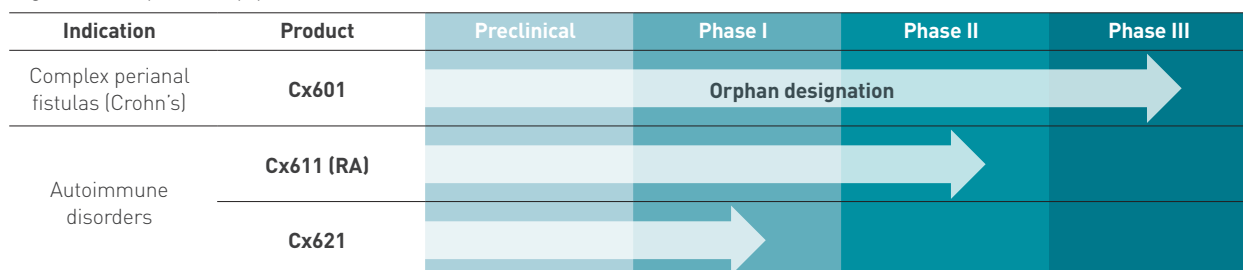 Indication Product Preclinical Phase I Phase II Phase III
Complex perianal
fistulas (Crohn's)
Cx601
Orphan designation
Autoimmune
disorders
Cx611 (RA)
Cx621